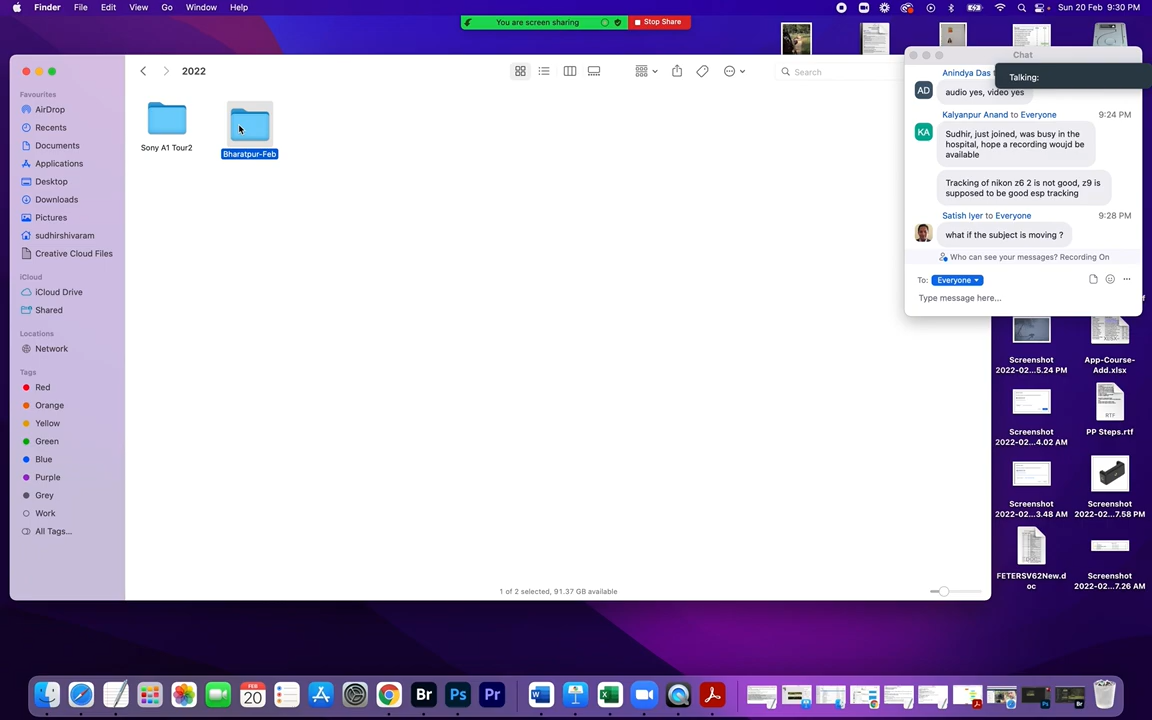 Finder File Edit View Go Window Help
Sun 20 Feb 9:30 PM
You are screen sharing
Stop Share
2022
Search
Favourites
AirDrop
Recents
Documents
Applications
Desktop
Downloads
Pictures
sudhirshivaram
Creative Cloud Files
iCloud
iCloud Drive
Shared
Locations
Network
Tags
Red
Orange
Yellow
Green
Blue
Purple
Grey
Work
All Tags...
Sony A1 Tour2
Bharatpur-Feb
1 of 2 selected, 91.37 GB available
Chat
Talking:
Anindya Das
AD
audio yes, video yes
Kalyanpur Anand to Everyone 9:24 PM
KA
Sudhir, just joined, was busy in the
hospital, hope a recording woujd be
available
Tracking of nikon z6 2 is not good, z9 is
supposed to be good esp tracking
Satish Iyer to Everyone 9:28 PM
what if the subject is moving ?
Who can see your messages? Recording On
To: Everyone
Type message here...
Screenshot
2022-02...5.24 PM
App-Course-
Add.xlsx
Screenshot
2022-02...4.02 AM
RTF
PP Steps.rtf
Screenshot
2022-02...3.48 AM
Screenshot
2022-02...7.58 PM
FETERSV62New.d
oc
Screenshot
2022-02...7.26 AM
FEB
20
Br
Ps
Pr